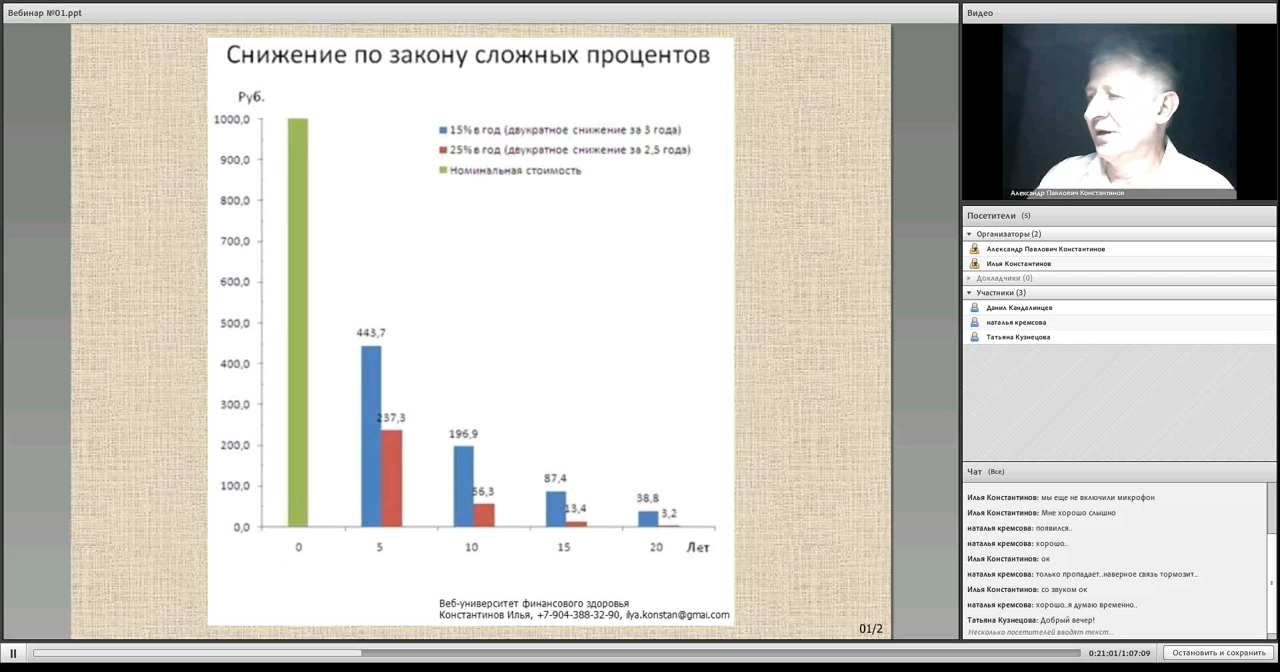 Вебинар №01.ppt
Снижение по закону сложных процентов
Руб.
1000,0
900,0
800,0
700,0
600,0
500,0
400,0
300,0
200,0
100,0
0,0
15% в год (двукратное снижение за 3 года)
25% в год (двукратное снижение за 2,5 года)
Номинальная стоимость
443,7
237,3
196,9
56,3
87,4
13,4
38,8
3,2
0 5 10 15 20 Лет
Веб-университет финансового здоровья
Константинов Илья, +7-904-388-32-90, ilya.konstan@gmai.com
01/2
Видео
Александр Павлович Константинов
Посетители (5)
Организаторы (2)
Александр Павлович Константинов
Илья Константинов
Докладчики (0)
Участники (3)
Данил Кандалинцев
наталья кремсова
Татьяна Кузнецова
Чат (Все)
Илья Константинов: мы еще не включили микрофон
Илья Константинов: Мне хорошо слышно
наталья кремсова: появился..
наталья кремсова: хорошо..
Илья Константинов: ок
наталья кремсова: только пропадает..наверное связь тормозит..
Илья Константинов: со звуком ок
наталья кремсова: хорошо..я думаю временно..
Татьяна Кузнецова: Добрый вечер!
Несколько посетителей вводят текст...
0:21:01/1:07:09
Остановить и сохранить